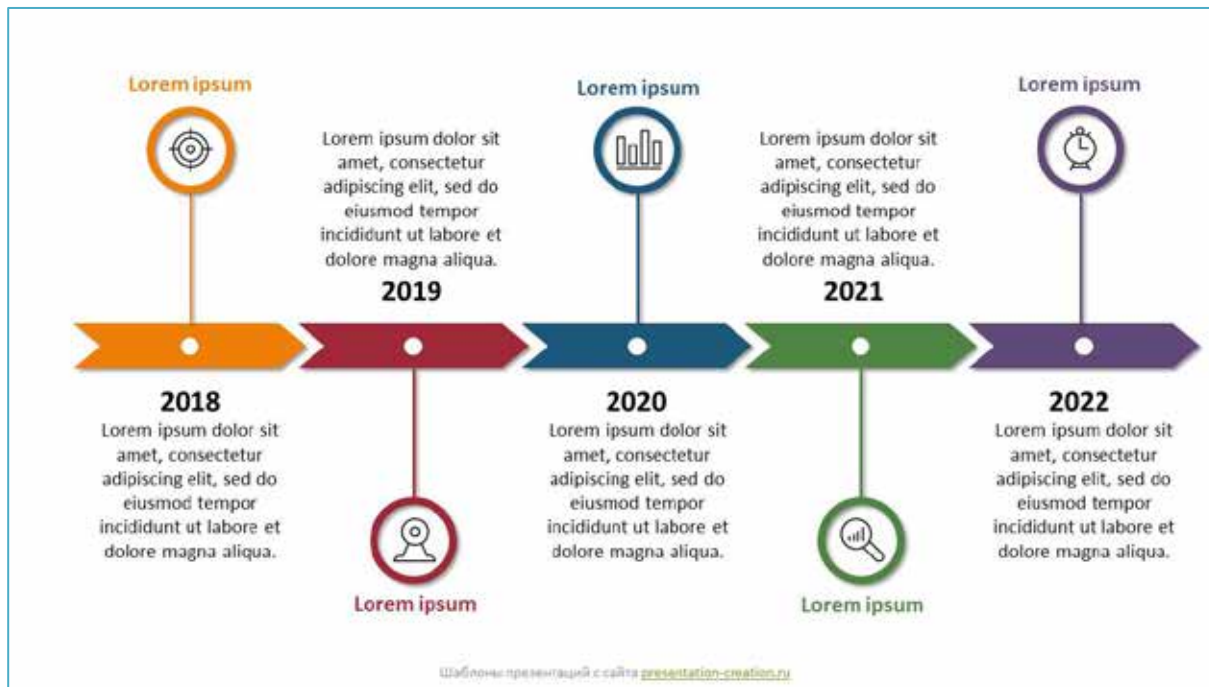 Lorem ipsum
Lorem ipsum dolor sit
amet, consectetur
adipiscing elit, sed do
eiusmod tempor
incididunt ut labore et
dolore magna aliqua.
2019
Lorem ipsum
Lorem ipsum dolor sit
amet, consectetur
adipiscing elit, sed do
eiusmod tempor
incididunt ut labore et
dolore magna aliqua.
2021
Lorem ipsum
2018
Lorem ipsum dolor sit
amet, consectetur
adipiscing elit, sed do
eiusmod tempor
incididunt ut labore et
dolore magna aliqua.
Lorem ipsum
2020
Lorem ipsum dolor sit
amet, consectetur
adipiscing elit, sed do
eiusmod tempor
incididunt ut labore et
dolore magna aliqua.
Lorem ipsum
2022
Lorem ipsum dolor sit
amet, consectetur
adipiscing elit, sed do
eiusmod tempor
incididunt ut labore et
dolore magna aliqua.
Шаблоны презентаций с сайта presentation-creation.ru